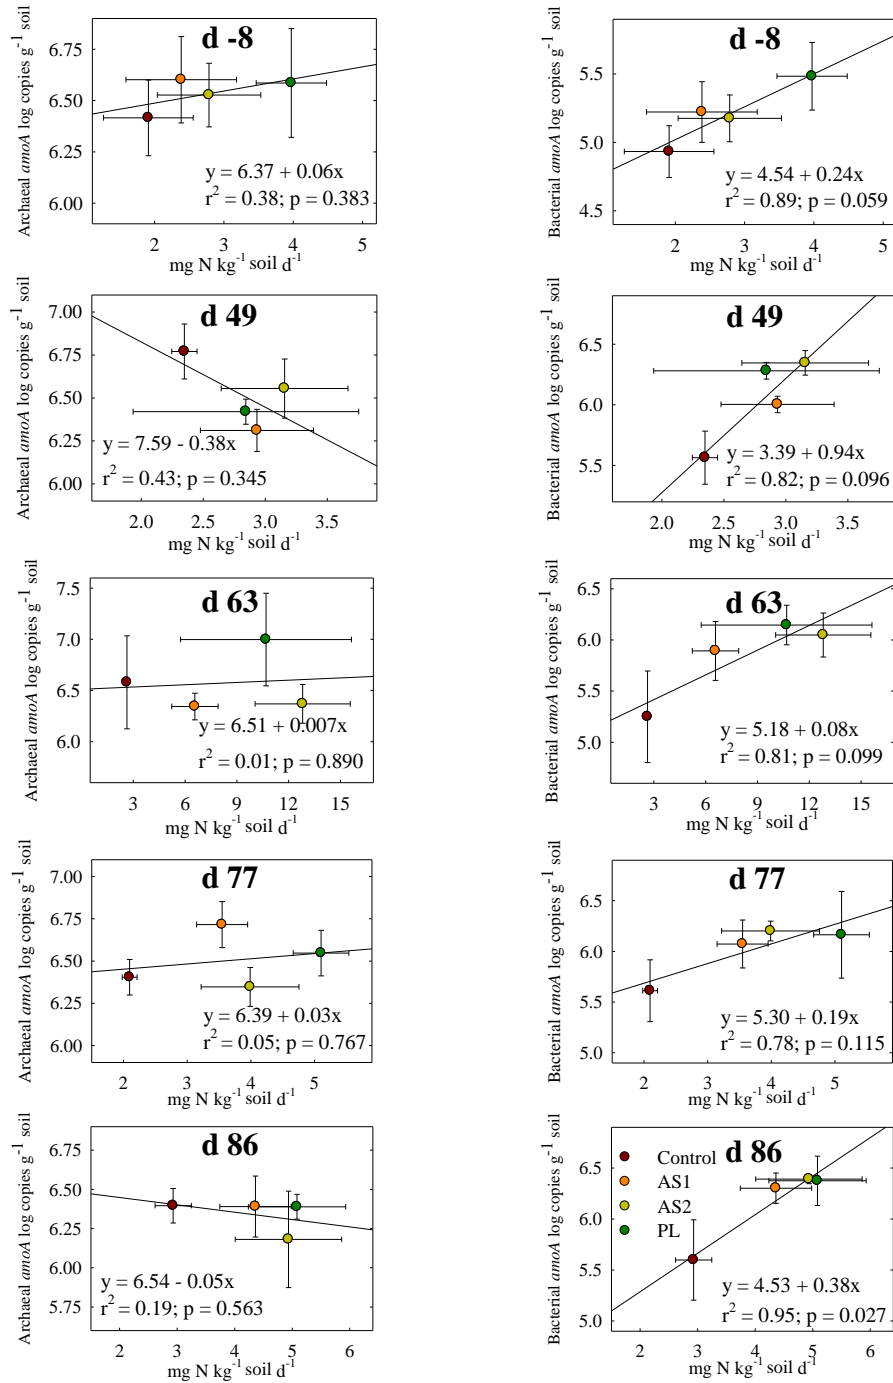 d -8
Archaeal amoA log copies g⁻¹ soil
6.75
6.50
6.25
6.00
y = 6.37 + 0.06x
r² = 0.38; p = 0.383
2 3 4 5
mg N kg⁻¹ soil d⁻¹
d -8
Bacterial amoA log copies g⁻¹ soil
5.5
5.0
4.5
y = 4.54 + 0.24x
r² = 0.89; p = 0.059
2 3 4 5
mg N kg⁻¹ soil d⁻¹
d 49
Archaeal amoA log copies g⁻¹ soil
7.00
6.75
6.50
6.25
6.00
y = 7.59 - 0.38x
r² = 0.43; p = 0.345
2.0 2.5 3.0 3.5
mg N kg⁻¹ soil d⁻¹
d 49
Bacterial amoA log copies g⁻¹ soil
6.5
6.0
5.5
y = 3.39 + 0.94x
r² = 0.82; p = 0.096
2.0 2.5 3.0 3.5
mg N kg⁻¹ soil d⁻¹
d 63
Archaeal amoA log copies g⁻¹ soil
7.5
7.0
6.5
6.0
y = 6.51 + 0.007x
r² = 0.01; p = 0.890
3 6 9 12 15
mg N kg⁻¹ soil d⁻¹
d 63
Bacterial amoA log copies g⁻¹ soil
6.5
6.0
5.5
5.0
y = 5.18 + 0.08x
r² = 0.81; p = 0.099
3 6 9 12 15
mg N kg⁻¹ soil d⁻¹
d 77
Archaeal amoA log copies g⁻¹ soil
7.00
6.75
6.50
6.25
6.00
y = 6.39 + 0.03x
r² = 0.05; p = 0.767
2 3 4 5
mg N kg⁻¹ soil d⁻¹
d 77
Bacterial amoA log copies g⁻¹ soil
6.5
6.0
5.5
5.0
y = 5.30 + 0.19x
r² = 0.78; p = 0.115
2 3 4 5
mg N kg⁻¹ soil d⁻¹
d 86
Archaeal amoA log copies g⁻¹ soil
6.75
6.50
6.25
6.00
5.75
y = 6.54 - 0.05x
r² = 0.19; p = 0.563
2 3 4 5 6
mg N kg⁻¹ soil d⁻¹
d 86
Bacterial amoA log copies g⁻¹ soil
6.5
6.0
5.5
5.0
Control
AS1
AS2
PL
y = 4.53 + 0.38x
r² = 0.95; p = 0.027
2 3 4 5 6
mg N kg⁻¹ soil d⁻¹